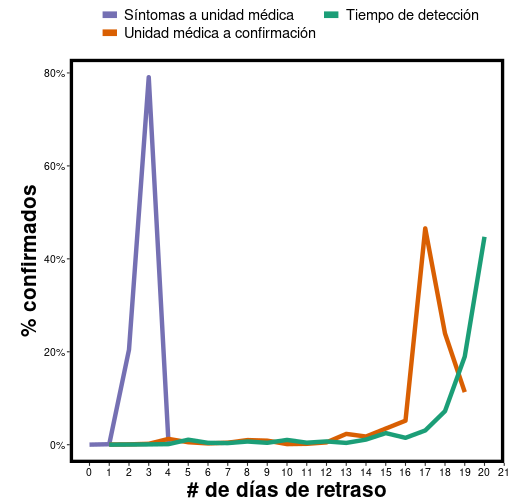 Síntomas a unidad médica Tiempo de detección
Unidad médica a confirmación
80%
60%
40%
20%
0%
% confirmados
0 1 2 3 4 5 6 7 8 9 10 11 12 13 14 15 16 17 18 19 20 21
# de días de retraso